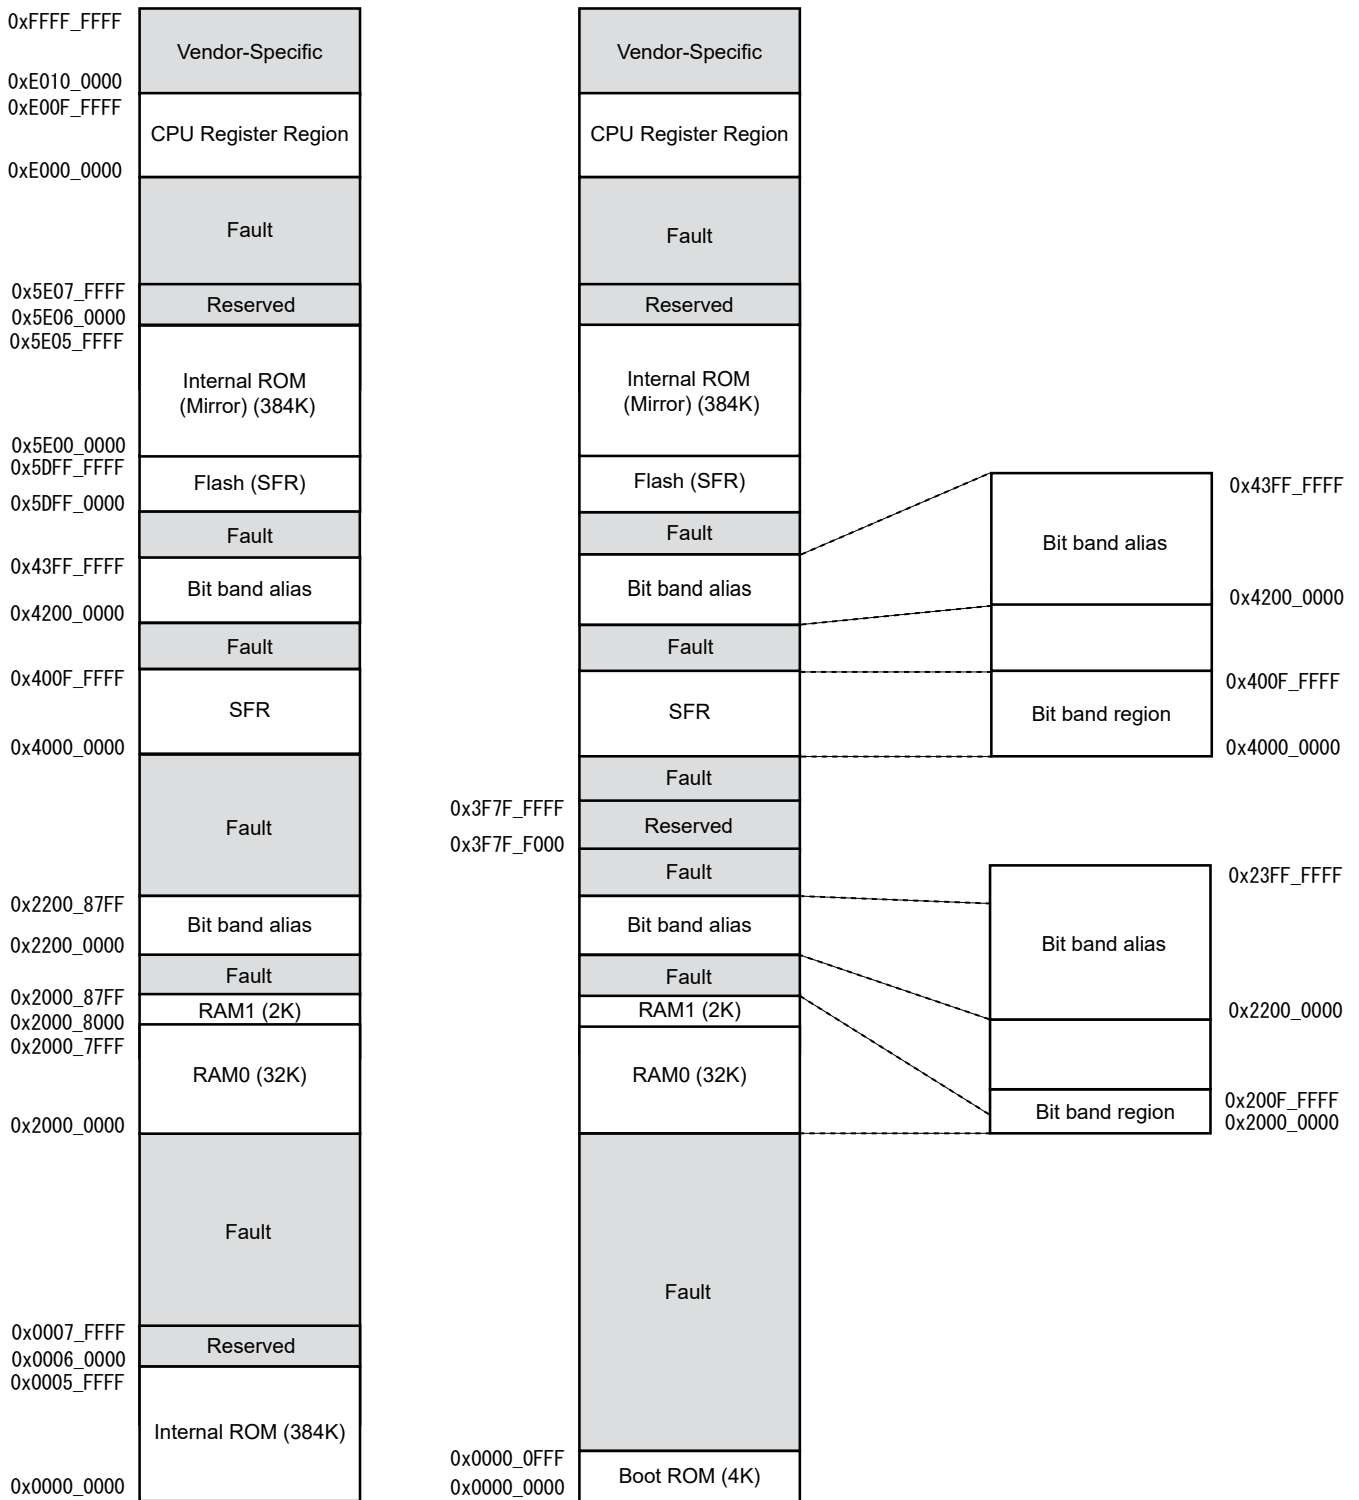 0xFFFF_FFFF
Vendor-Specific
0xE010_0000
0xE00F_FFFF
CPU Register Region
0xE000_0000
Fault
0x5E07_FFFF
Reserved
0x5E06_0000
0x5E05_FFFF
Internal ROM
(Mirror) (384K)
0x5E00_0000
0x5DFF_FFFF
Flash (SFR)
0x5DFF_0000
Fault
0x43FF_FFFF
Bit band alias
0x4200_0000
Fault
0x400F_FFFF
SFR
0x4000_0000
Fault
0x2200_87FF
Bit band alias
0x2200_0000
Fault
0x2000_87FF
RAM1 (2K)
0x2000_8000
0x2000_7FFF
RAM0 (32K)
0x2000_0000
Fault
0x0007_FFFF
Reserved
0x0006_0000
0x0005_FFFF
Internal ROM (384K)
0x0000_0000
Vendor-Specific
CPU Register Region
Fault
Reserved
Internal ROM
(Mirror) (384K)
Flash (SFR)
Fault
Bit band alias
Fault
SFR
Fault
0x3F7F_FFFF
Reserved
0x3F7F_F000
Fault
Bit band alias
Fault
RAM1 (2K)
RAM0 (32K)
Fault
0x0000_0FFF
Boot ROM (4K)
0x0000_0000
0x43FF_FFFF
Bit band alias
0x4200_0000
0x400F_FFFF
Bit band region
0x4000_0000
0x23FF_FFFF
Bit band alias
0x2200_0000
0x200F_FFFF
Bit band region
0x2000_0000